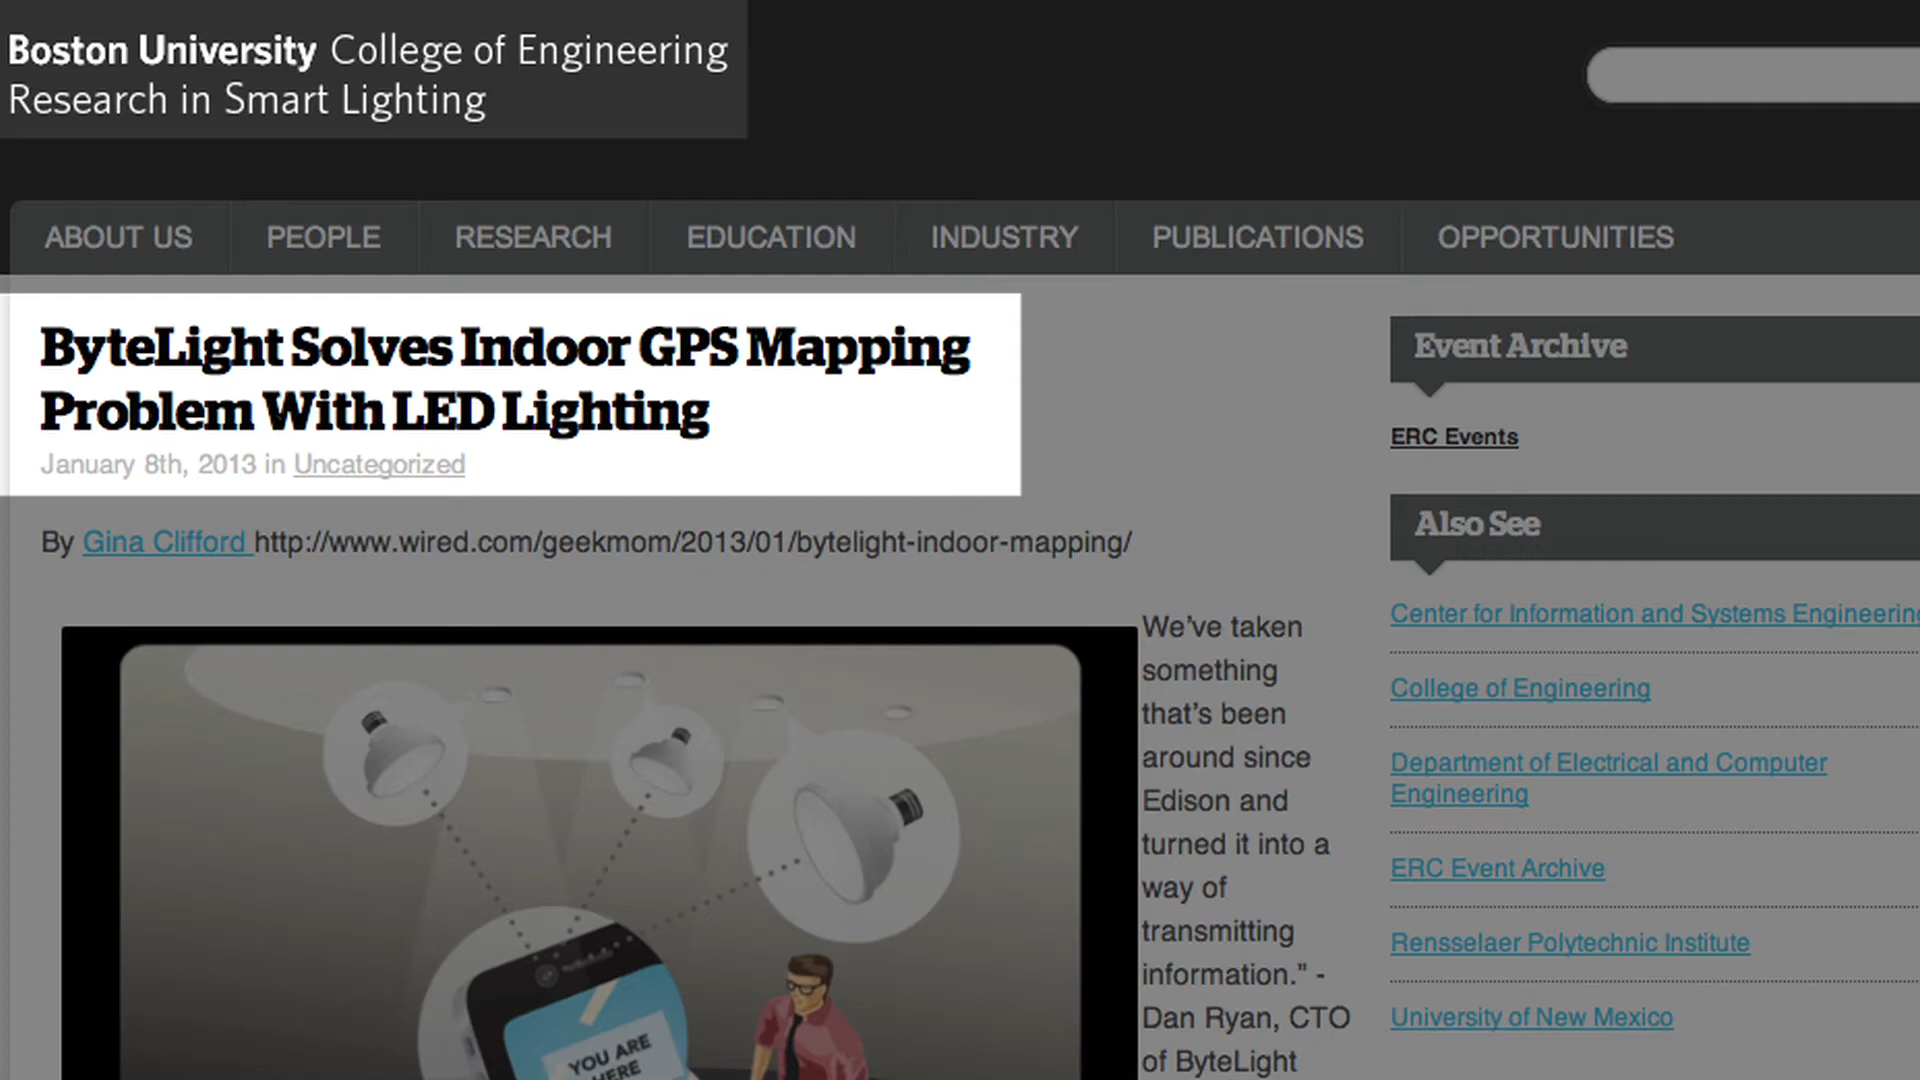 Boston University College of Engineering
Research in Smart Lighting
ABOUT US
PEOPLE
RESEARCH
EDUCATION
INDUSTRY
PUBLICATIONS
OPPORTUNITIES
ByteLight Solves Indoor GPS Mapping
Problem With LED Lighting
January 8th, 2013 in Uncategorized
By Gina Clifford http://www.wired.com/geekmom/2013/01/bytelight-indoor-mapping/
We’ve taken
something
that’s been
around since
Edison and
turned it into a
way of
transmitting
information.” -
Dan Ryan, CTO
of ByteLight
YOU ARE
HERE
Event Archive
ERC Events
Also See
Center for Information and Systems Engineering
College of Engineering
Department of Electrical and Computer
Engineering
ERC Event Archive
Rensselaer Polytechnic Institute
University of New Mexico